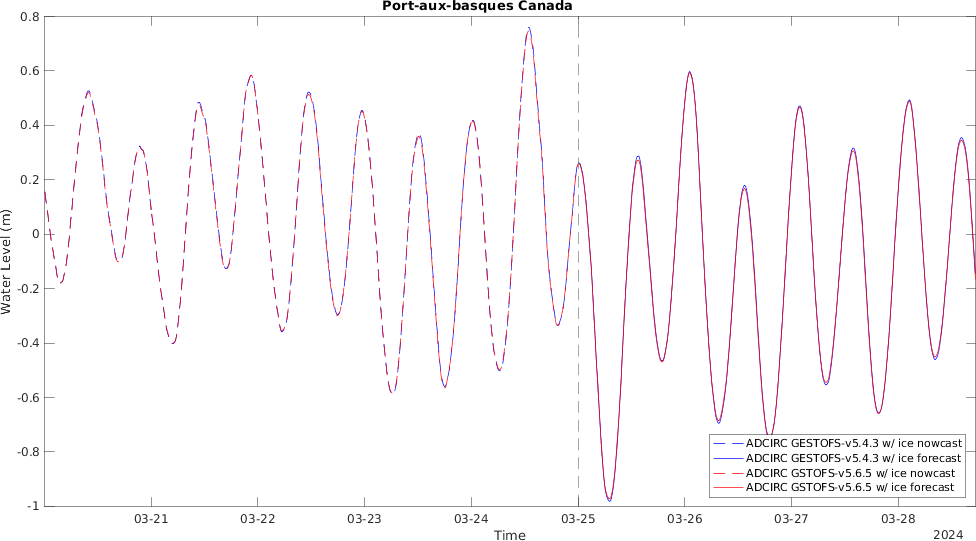 Port-aux-basques Canada
Water Level (m)
0.8
0.6
0.4
0.2
0
-0.2
-0.4
-0.6
-0.8
-1
ADCIRC GESTOFS-v5.4.3 w/ ice nowcast
ADCIRC GESTOFS-v5.4.3 w/ ice forecast
ADCIRC GSTOFS-v5.6.5 w/ ice nowcast
ADCIRC GSTOFS-v5.6.5 w/ ice forecast
03-21 03-22 03-23 03-24 03-25 03-26 03-27 03-28
Time
2024